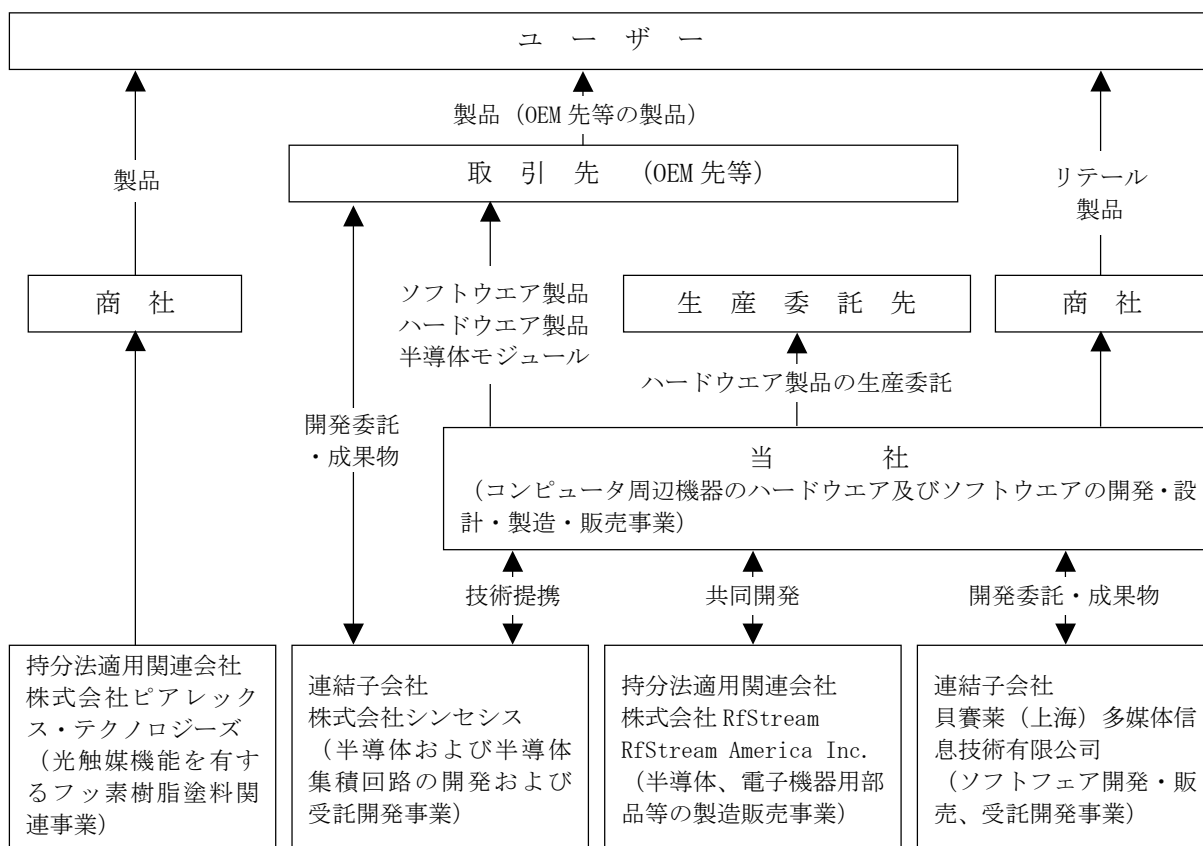 ユーザー
製品（OEM 先等の製品）
取引先（OEM 先等）
製品
リテール
製品
商社
ソフトウエア製品
ハードウエア製品
半導体モジュール
生産委託先
商社
ハードウエア製品の生産委託
開発委託
・成果物
当社
（コンピュータ周辺機器のハードウエア及びソフトウエアの開発・設
計・製造・販売事業）
技術提携
共同開発
開発委託・成果物
持分法適用関連会社
株式会社ピアレック
ス・テクノロジーズ
（光触媒機能を有す
るフッ素樹脂塗料関
連事業）
連結子会社
株式会社シンセシス
（半導体および半導体
集積回路の開発および
受託開発事業）
持分法適用関連会社
株式会社 RfStream
RfStream America Inc.
（半導体、電子機器用部
品等の製造販売事業）
連結子会社
貝賽莱（上海）多媒体信
息技術有限公司
（ソフトフェア開発・販
売、受託開発事業）